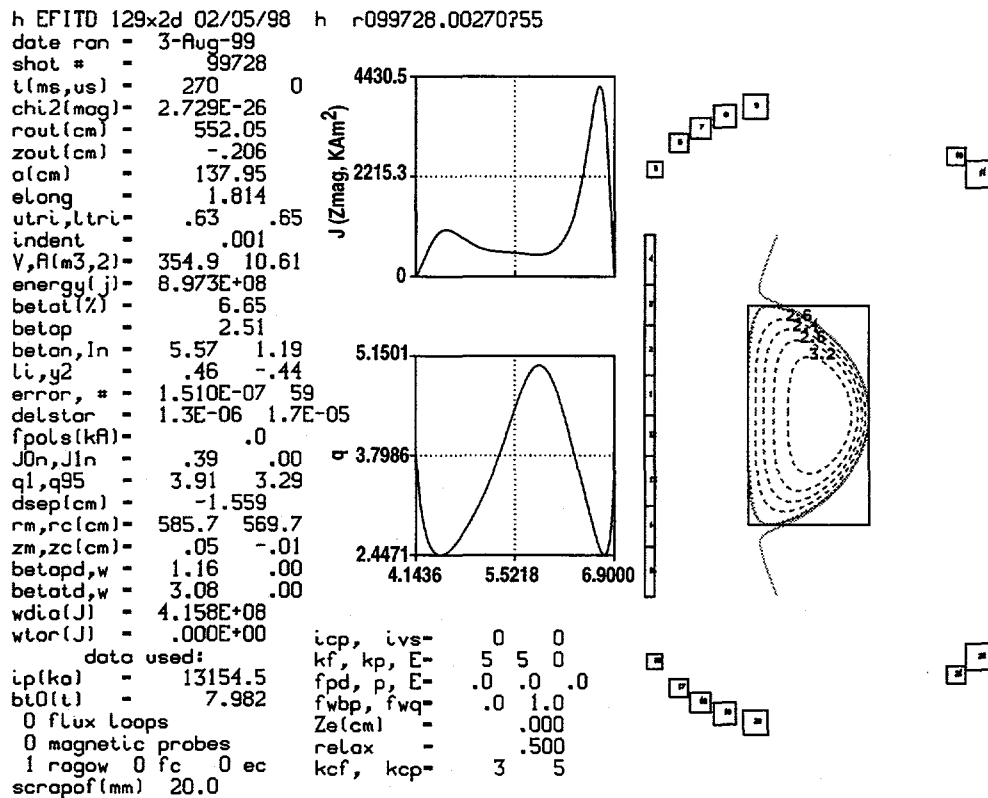 h EFITD 129x2d 02/05/98 h r099728.00270?55
date ran = 3-Aug-99
shot # = 99728
t(ms,us) = 270 0
chi2(mag)= 2.729E-26
rout(cm) = 552.05
zout(cm) = -.206
a(cm) = 137.95
elong = 1.814
utri,ltri= .63 .65
indent = .001
V,A(m3,2)= 354.9 10.61
energy(j)= 8.973E+08
betat(%) = 6.65
betap = 2.51
betan,In = 5.57 1.19
li,y2 = .46 -.44
error, # = 1.510E-07 59
delstar = 1.3E-06 1.7E-05
fpols(kA)= .0
J0n,J1n = .39 .00
q1,q95 = 3.91 3.29
dsep(cm) = -1.559
rm,rc(cm)= 585.7 569.7
zm,zc(cm)= .05 -.01
betapd,w = 1.16 .00
betatd,w = 3.08 .00
wdia(J) = 4.158E+08
wtor(J) = .000E+00
data used:
ip(ka) = 13154.5
bt0(t) = 7.982
0 flux loops
0 magnetic probes
1 rogow 0 fc 0 ec
scrapof(mm) 20.0
J (Zmag, KAm²)
4430.5
2215.3
0
q
5.1501
3.7986
2.4471
4.1436 5.5218 6.9000
icp, ivs= 0 0
kf, kp, E= 5 5 0
fpd, p, E= .0 .0 .0
fwbp, fwq= .0 1.0
Ze(cm) = .000
relax = .500
kcf, kcp= 3 5
2.6
2.4
2.6
3.2